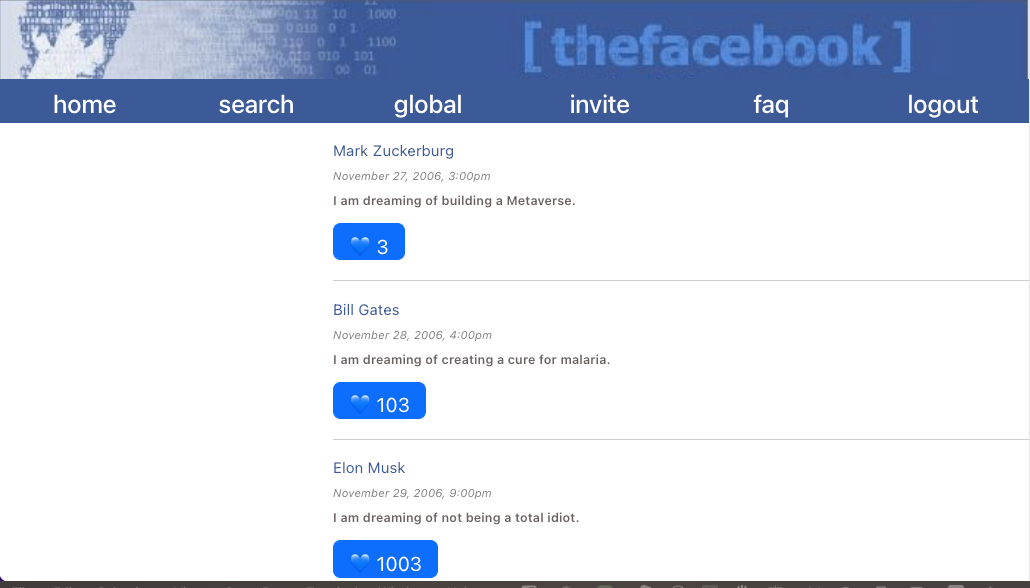 [ thefacebook ]
home search global invite faq logout
Mark Zuckerburg
November 27, 2006, 3:00pm
I am dreaming of building a Metaverse.
💙 3
Bill Gates
November 28, 2006, 4:00pm
I am dreaming of creating a cure for malaria.
💙 103
Elon Musk
November 29, 2006, 9:00pm
I am dreaming of not being a total idiot.
💙 1003